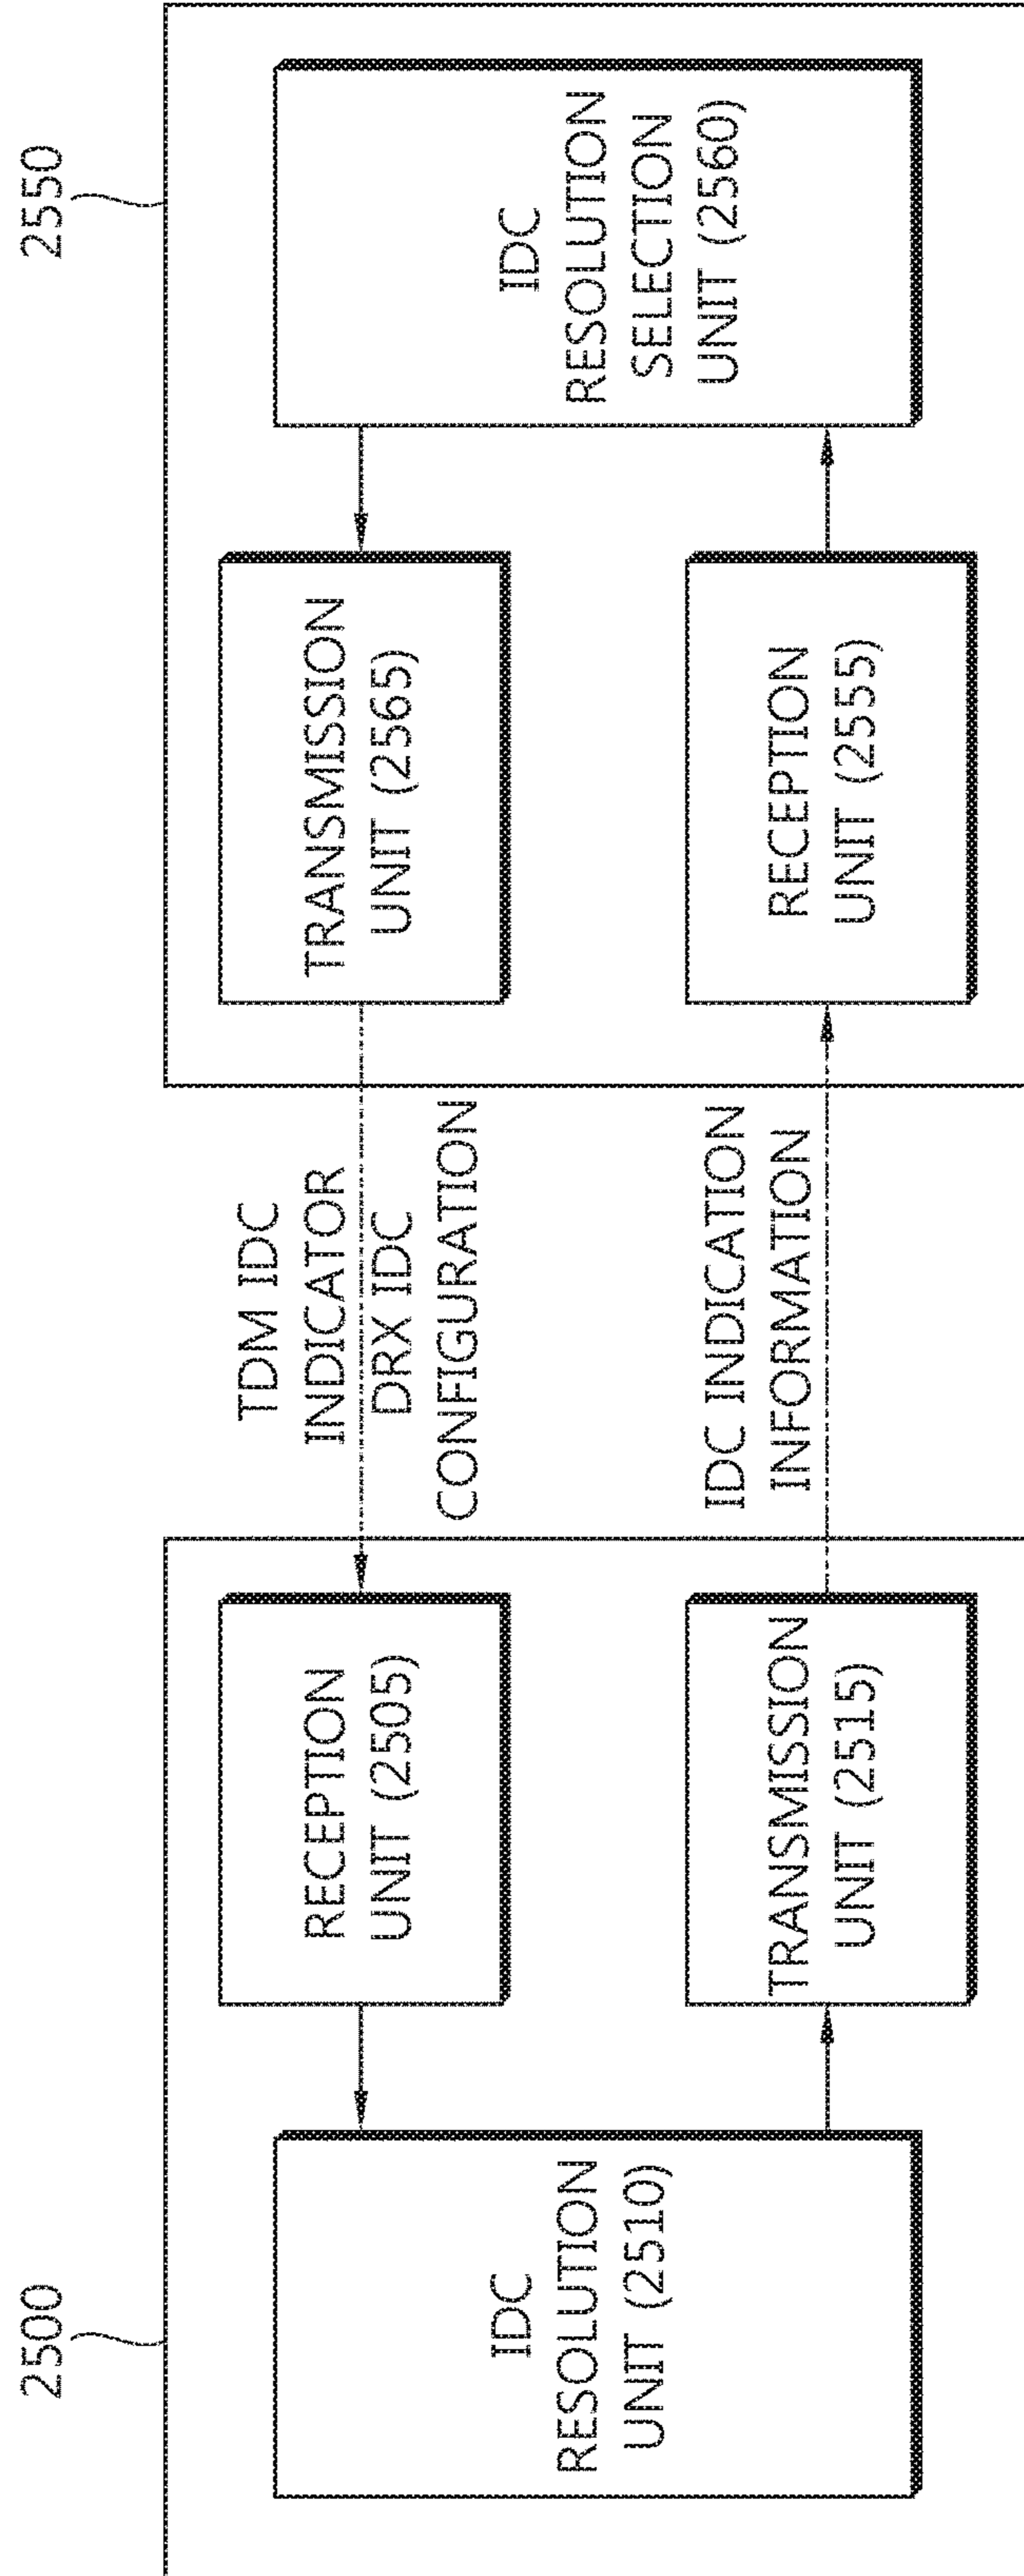 2500
2550
IDC
RESOLUTION
UNIT (2510)
RECEPTION
UNIT (2505)
TRANSMISSION
UNIT (2515)
TDM IDC
INDICATOR
DRX IDC
CONFIGURATION
IDC INDICATION
INFORMATION
TRANSMISSION
UNIT (2565)
RECEPTION
UNIT (2555)
IDC
RESOLUTION
SELECTION
UNIT (2560)